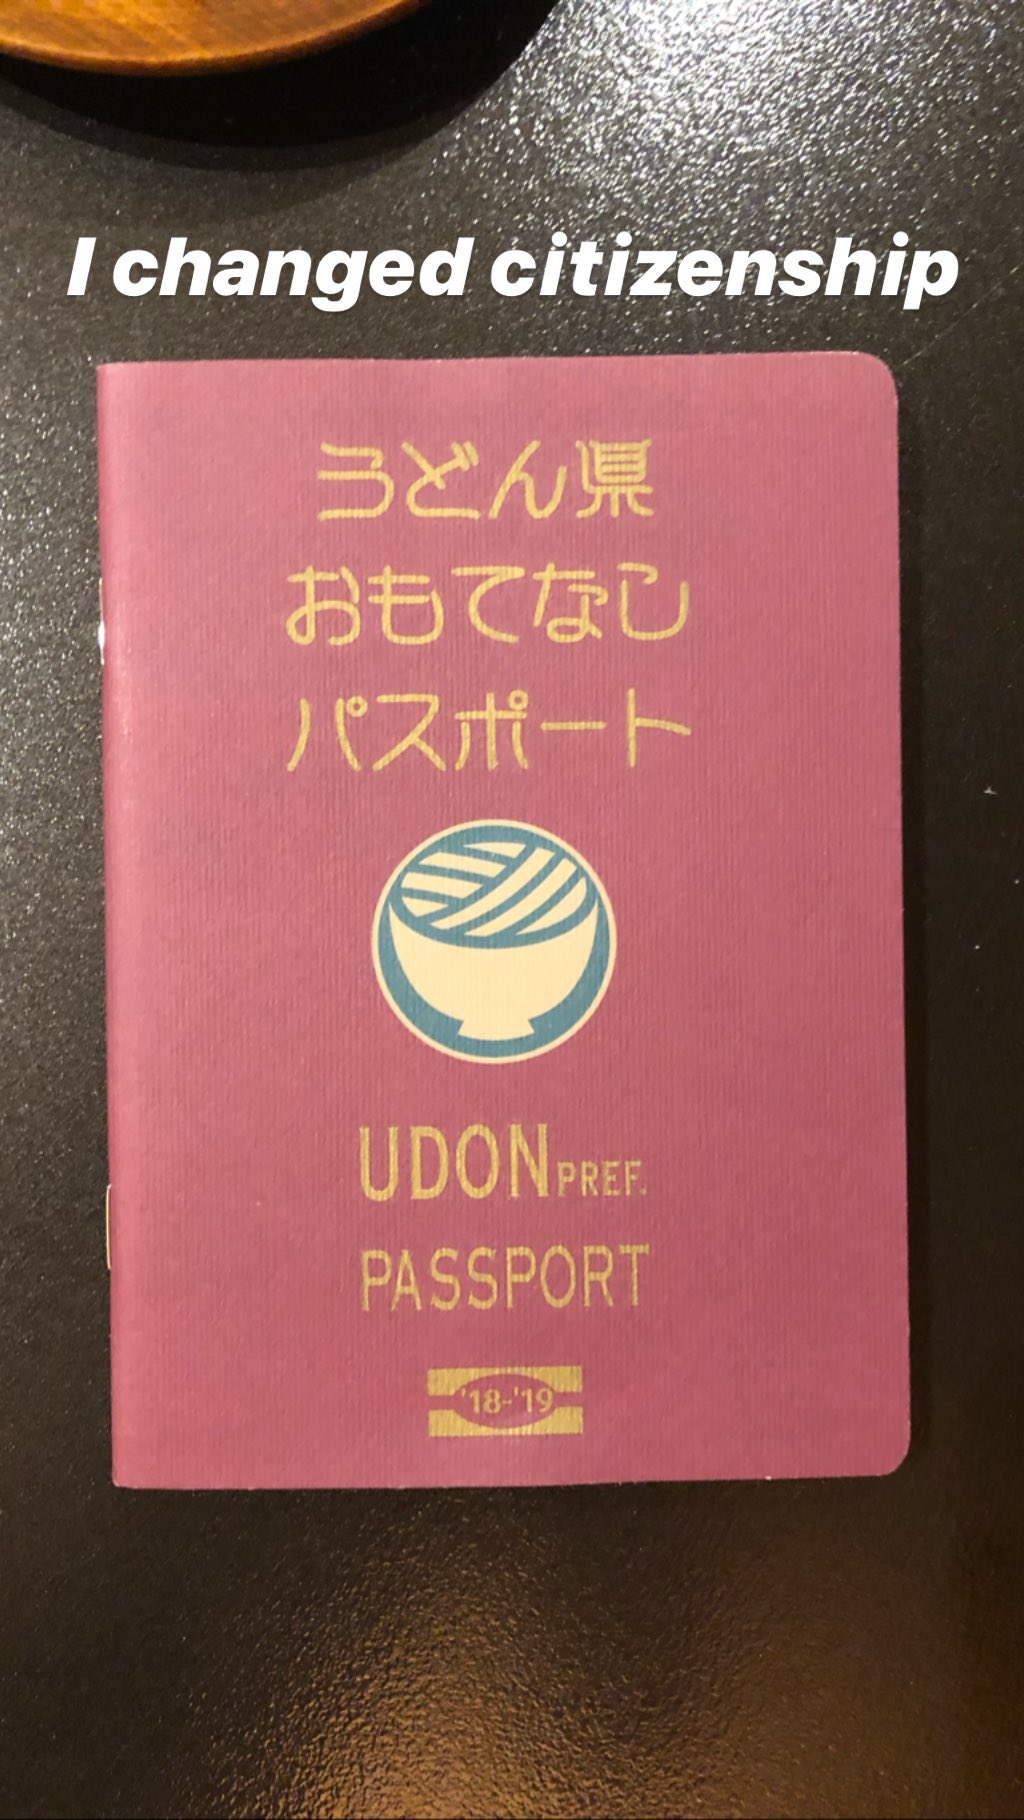 I changed citizenship
うどん県
おもてなし
パスポート
UDON PREF.
PASSPORT
'18-'19